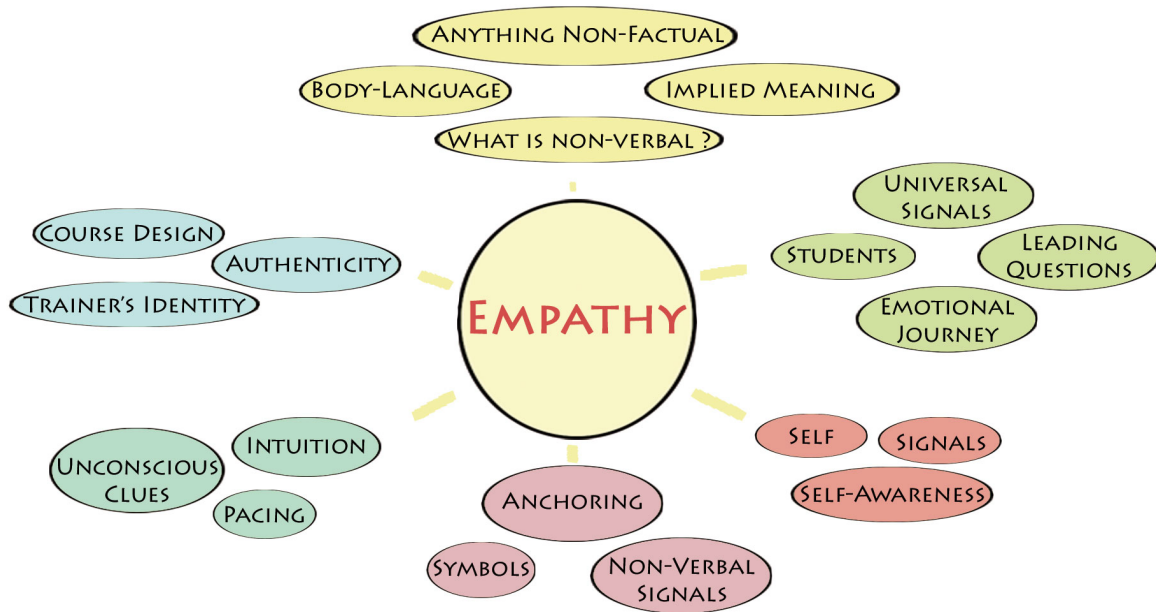 Anything Non-Factual
Body-Language
Implied Meaning
What is non-verbal ?
Universal
Signals
Students
Leading
Questions
Emotional
Journey
Course Design
Authenticity
Trainer's Identity
Empathy
Self
Signals
Self-Awareness
Intuition
Unconscious
Clues
Pacing
Anchoring
Symbols
Non-Verbal
Signals